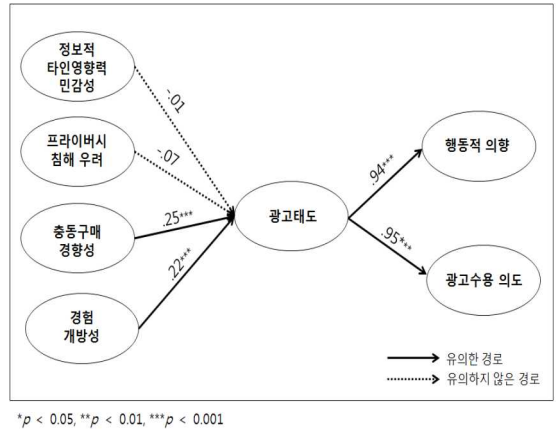 정보적
타인영향력
민감성
-.01
프라이버시
침해 우려
-.07
충동구매
경향성
.25***
경험
개방성
.22***
광고태도
.94***
행동적 의향
.95***
광고수용 의도
유의한 경로
유의하지 않은 경로
*p < 0.05, **p < 0.01, ***p < 0.001